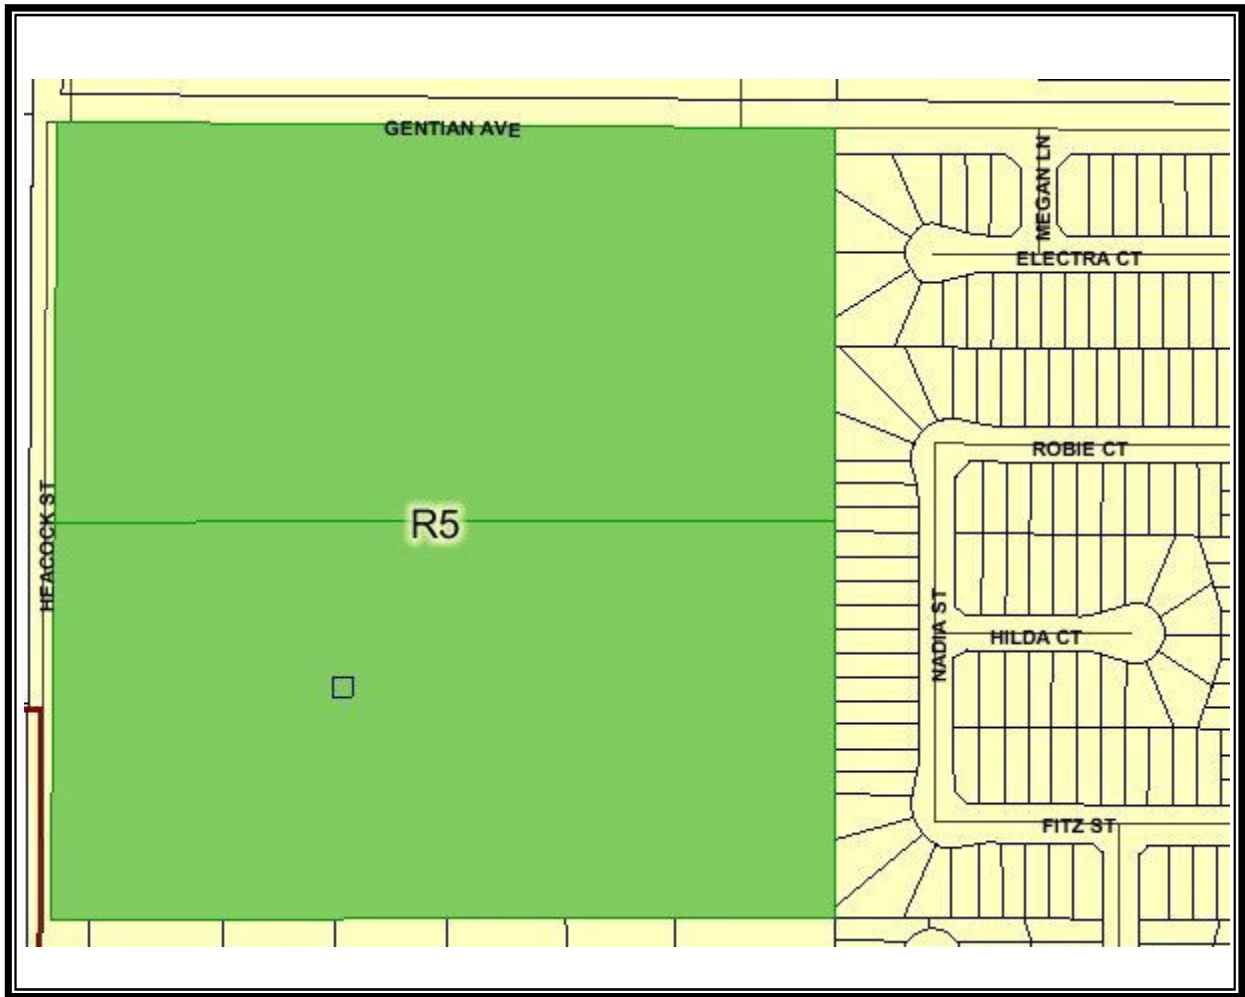 GENTIAN AVE
MEGAN LN
ELECTRA CT
ROBIE CT
HEACOCK ST
R5
NADIA ST
HILDA CT
FITZ ST